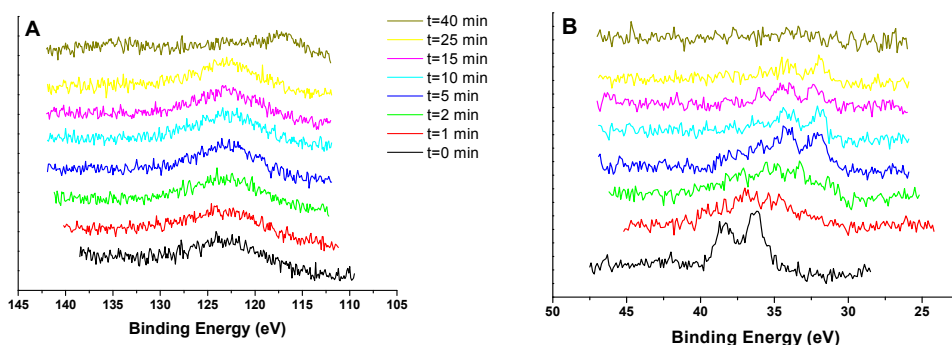 A
t=40 min
t=25 min
t=15 min
t=10 min
t=5 min
t=2 min
t=1 min
t=0 min
145 140 135 130 125 120 115 110 105
Binding Energy (eV)
B
50 45 40 35 30 25
Binding Energy (eV)